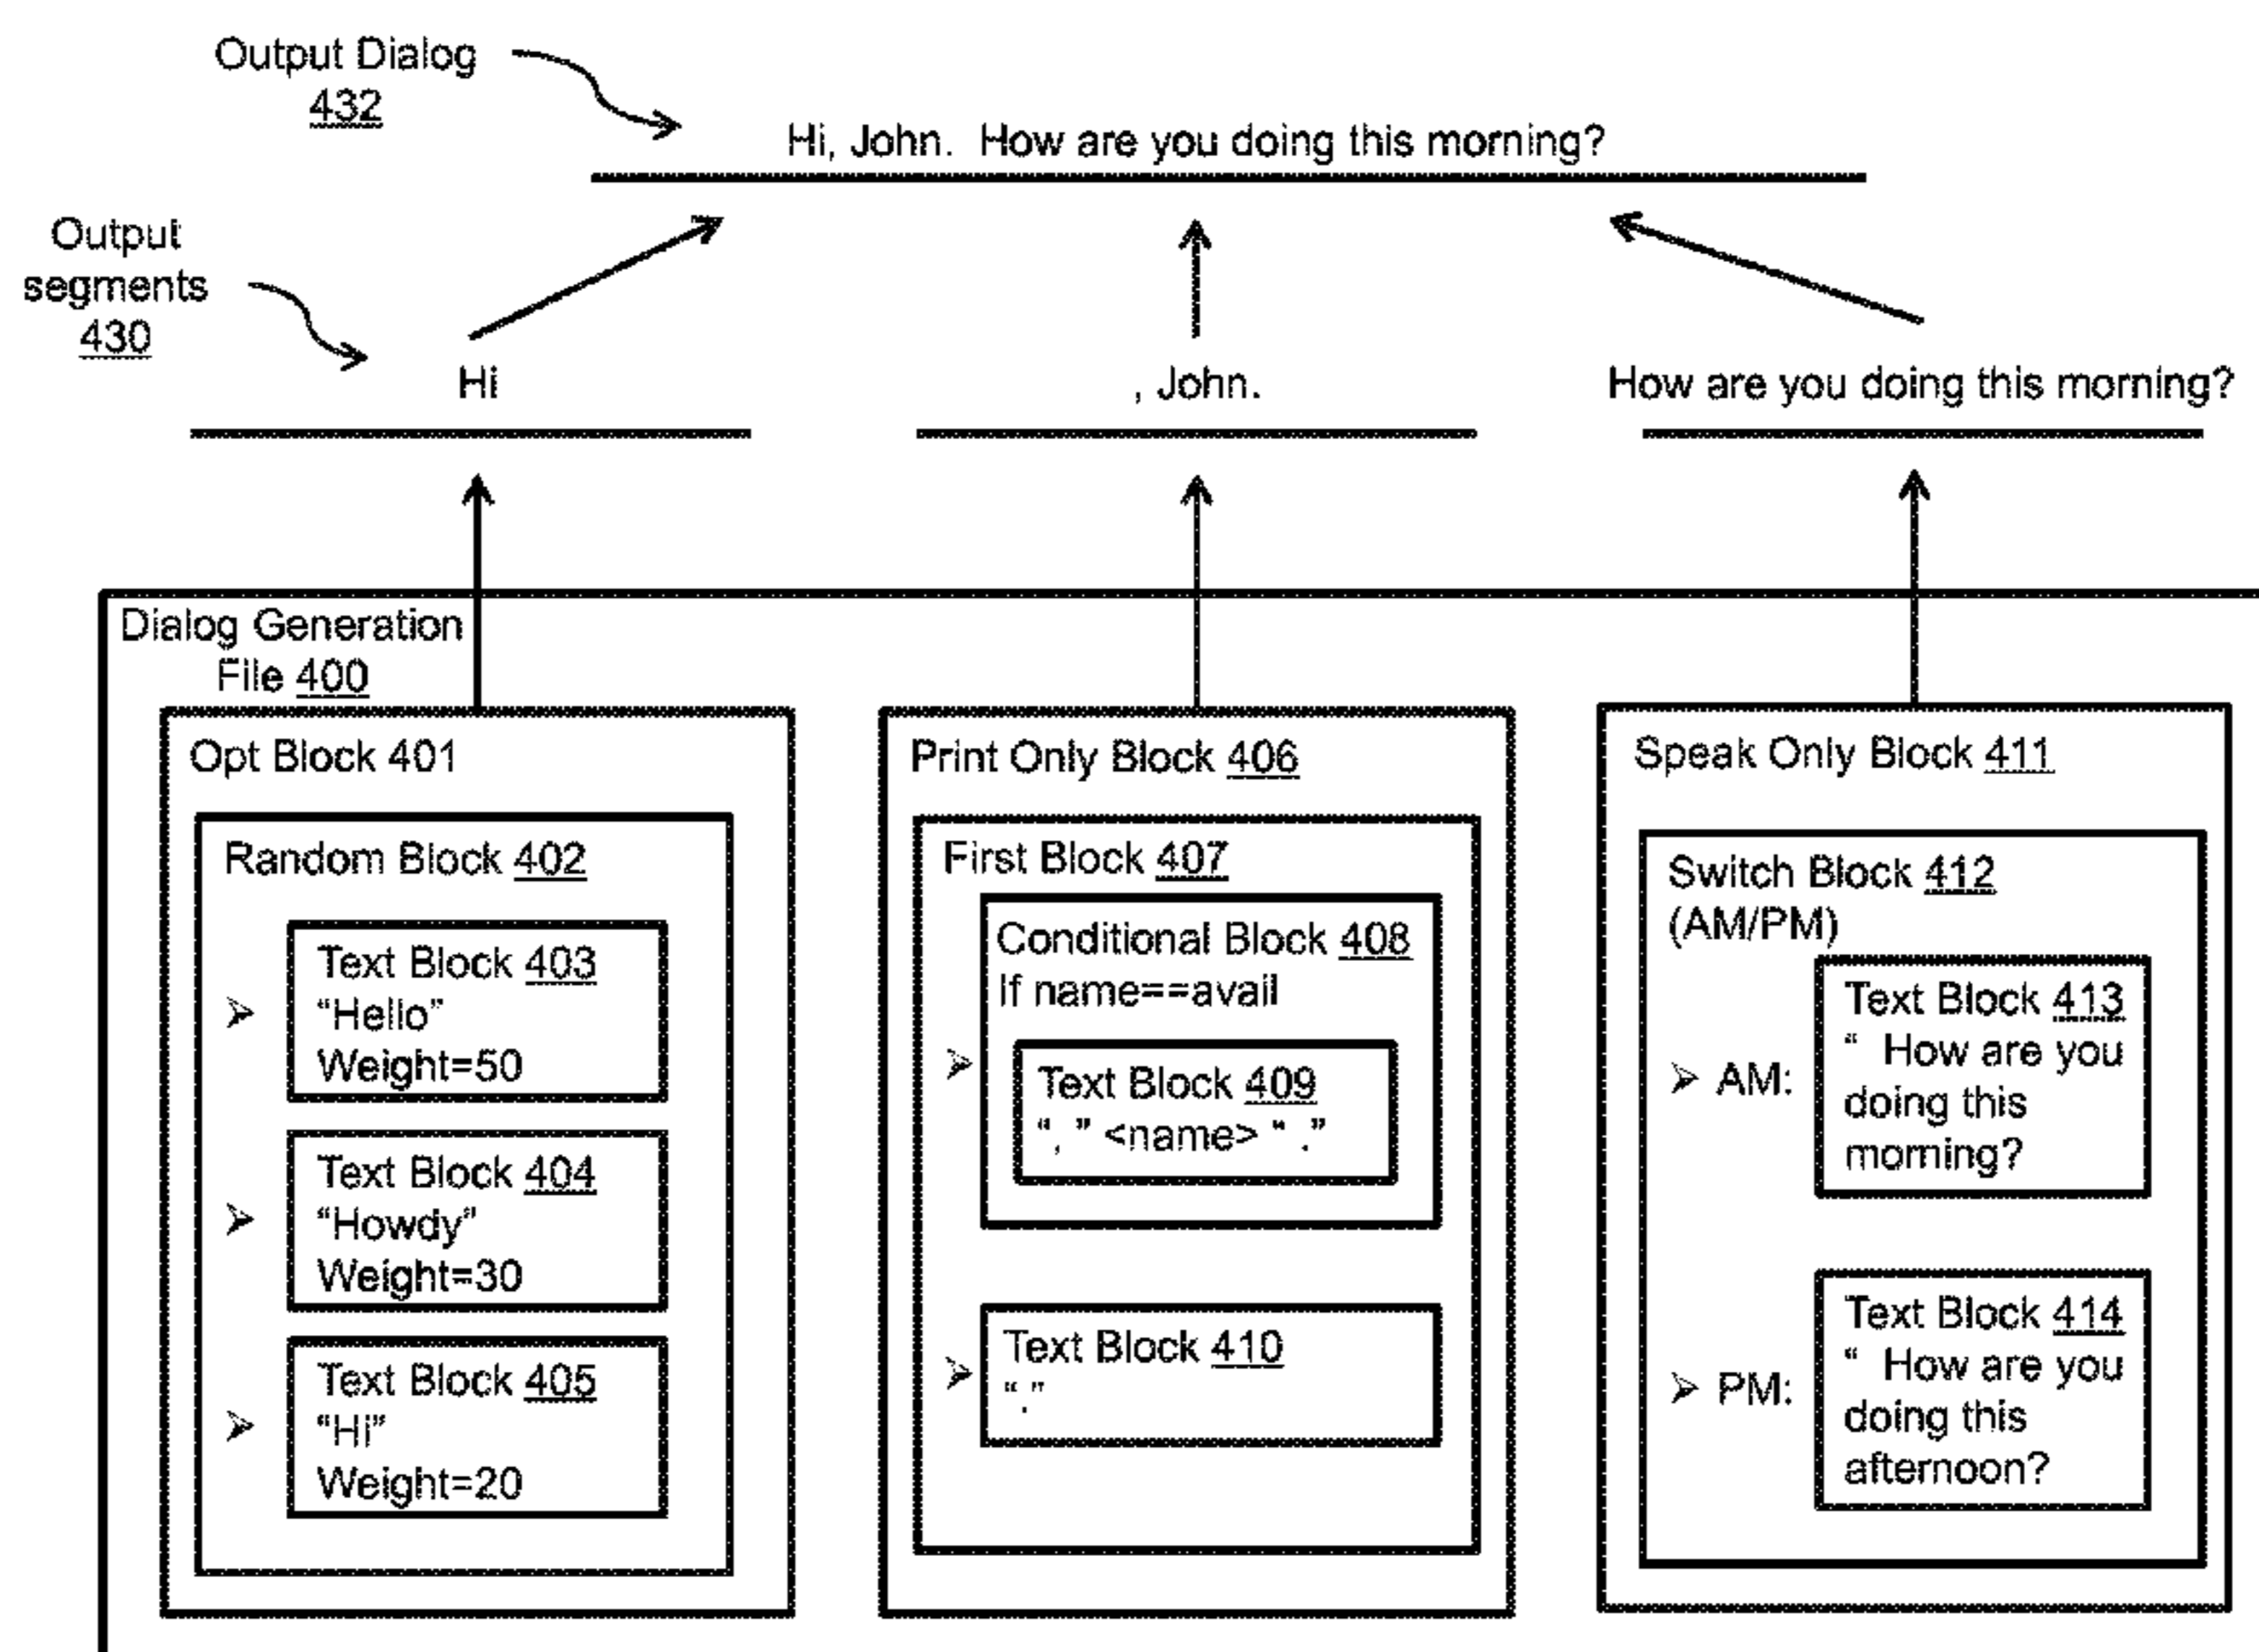 Output Dialog
432
Hi, John.  How are you doing this morning?
Output
segments
430
Hi
, John.
How are you doing this morning?
Dialog Generation
File 400
Opt Block 401
Random Block 402
Text Block 403
“Hello”
Weight=50
Text Block 404
“Howdy”
Weight=30
Text Block 405
“Hi”
Weight=20
Print Only Block 406
First Block 407
Conditional Block 408
If name==avail
Text Block 409
“, ” <name> “ .”
Text Block 410
“.”
Speak Only Block 411
Switch Block 412
(AM/PM)
AM:
Text Block 413
“  How are you
doing this
morning?
PM:
Text Block 414
“  How are you
doing this
afternoon?